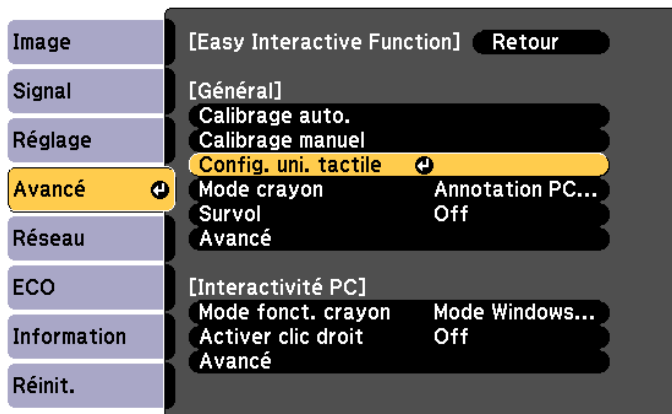 Image
Signal
Réglage
Avancé
Réseau
ECO
Information
Réinit.
[Easy Interactive Function] Retour
[Général]
Calibrage auto.
Calibrage manuel
Config. uni. tactile
Mode crayon Annotation PC...
Survol Off
Avancé
[Interactivité PC]
Mode fonct. crayon Mode Windows...
Activer clic droit Off
Avancé